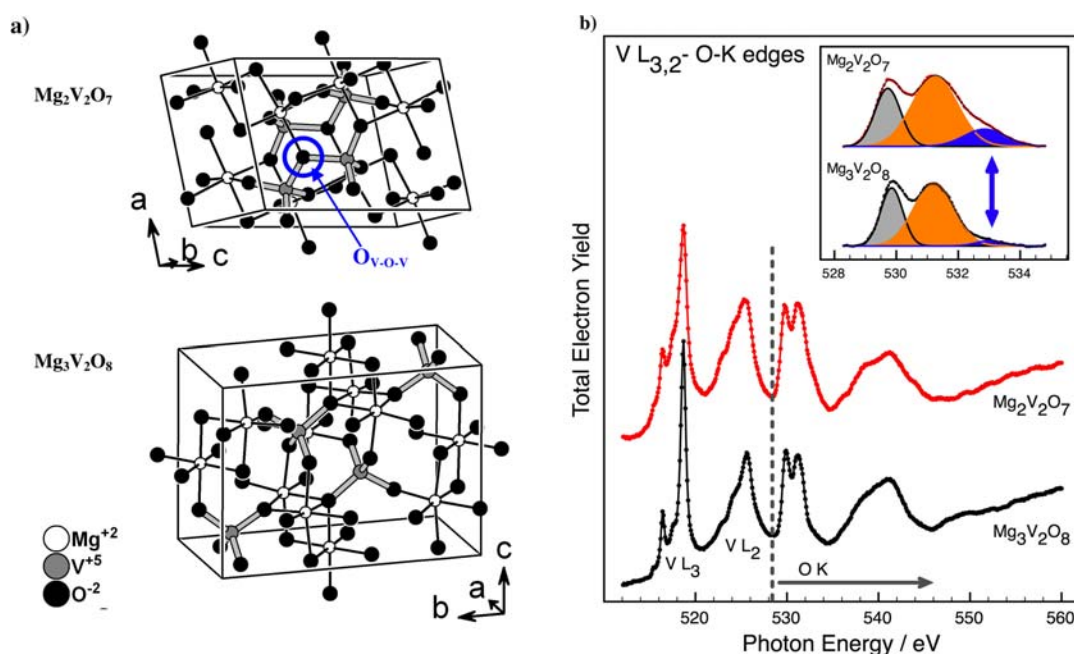 a)
Mg2V2O7
a
b
c
OV-O-V
Mg3V2O8
Mg+2
V+5
O-2
c
a
b
b)
V L3,2- O-K edges
Mg2V2O7
Mg3V2O8
528 530 532 534
Total Electron Yield
Mg2V2O7
Mg3V2O8
V L3
V L2
O K
520 530 540 550 560
Photon Energy / eV